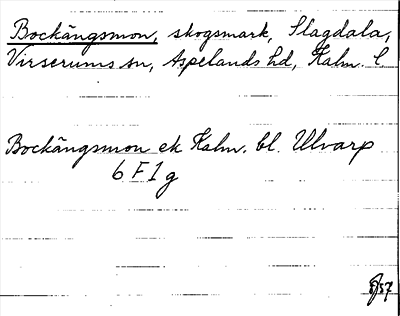 Bockängsmon, skogsmark, Slagdala,
Virserums sn, Aspelands hd, Kalm. l.
Bockängsmon ek Kalm. bl. Ulvarp
6 F 1 g